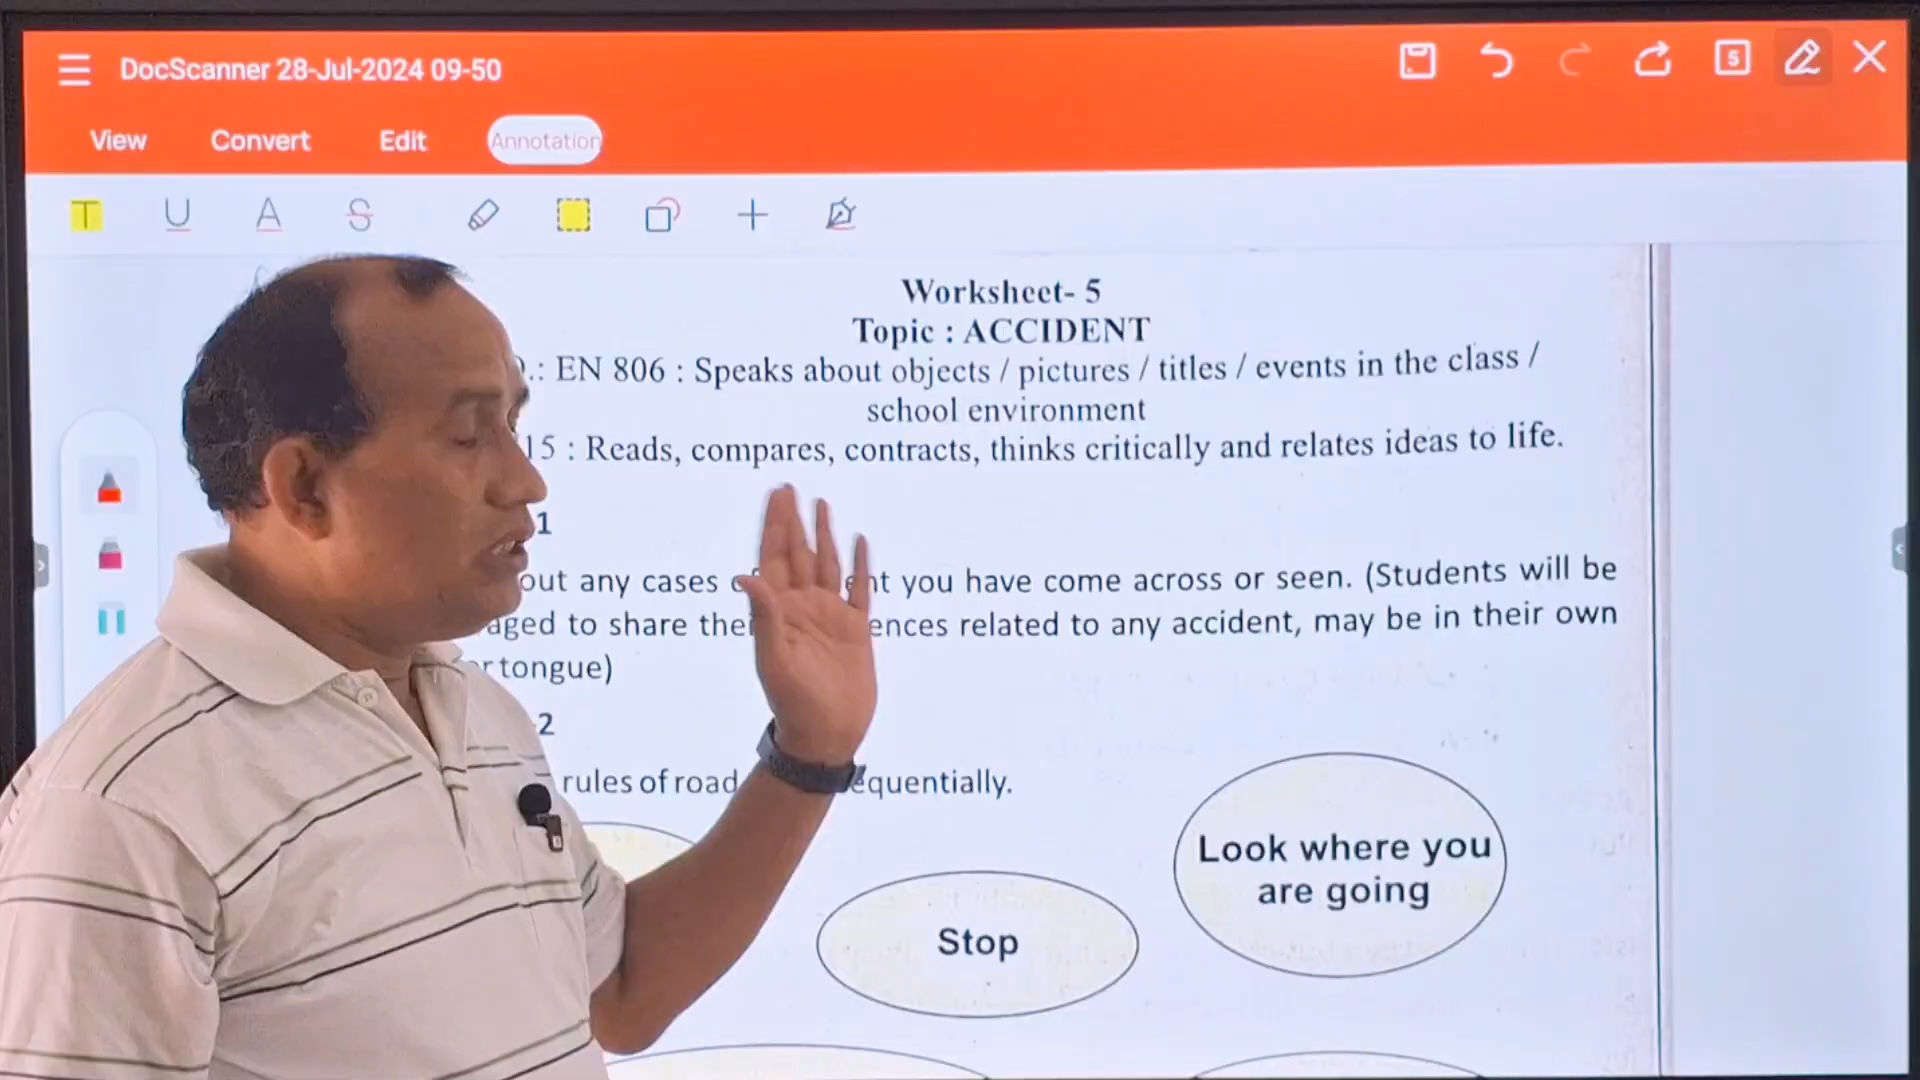 DocScanner 28-Jul-2024 09-50
5
View Convert Edit Annotation
T U A S
Worksheet- 5
Topic : ACCIDENT
.: EN 806 : Speaks about objects / pictures / titles / events in the class /
school environment
15 : Reads, compares, contracts, thinks critically and relates ideas to life.
1
out any cases you have come across or seen. (Students will be
aged to share related to any accident, may be in their own
tongue)
-2
rules of road equentially.
Look where you
are going
Stop